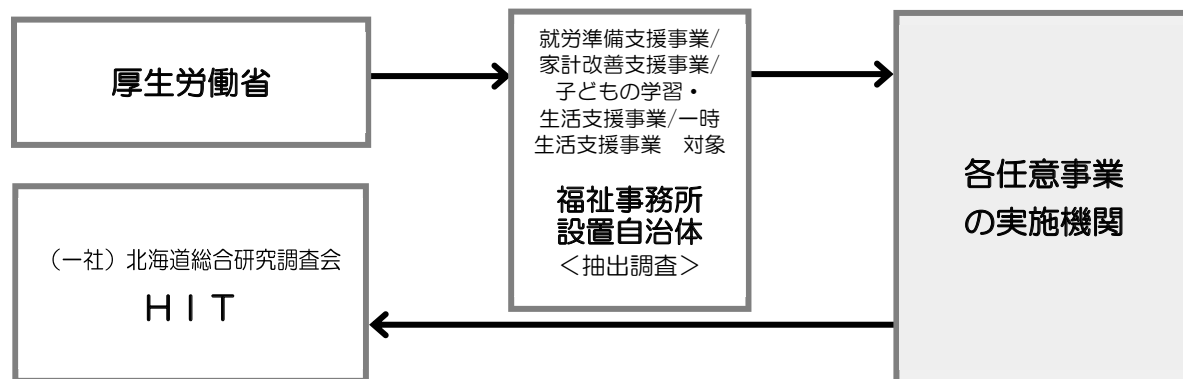 厚生労働省
就労準備支援事業/
家計改善支援事業/
子どもの学習・
生活支援事業/一時
生活支援事業　対象
福祉事務所
設置自治体
＜抽出調査＞
各任意事業
の実施機関
（一社）北海道総合研究調査会
ＨＩＴ